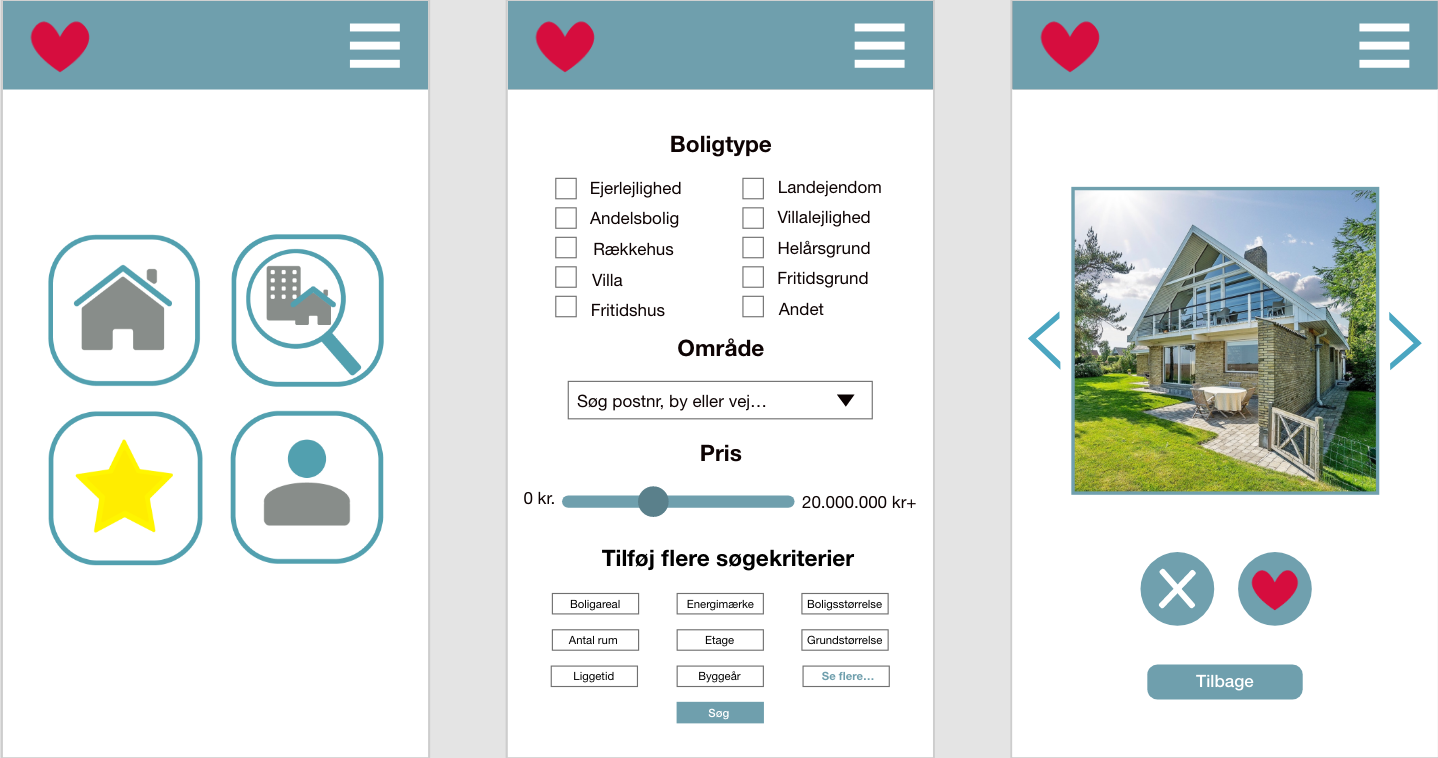 Boligtype
Ejerlejlighed
Landejendom
Andelsbolig
Villalejlighed
Rækkehus
Helårsgrund
Villa
Fritidsgrund
Fritidshus
Andet
Område
Søg postnr, by eller vej...
Pris
0 kr.
20.000.000 kr+
Tilføj flere søgekriterier
Boligareal
Energimærke
Boligsstørrelse
Antal rum
Etage
Grundstørrelse
Liggetid
Byggeår
Se flere...
Søg
Tilbage